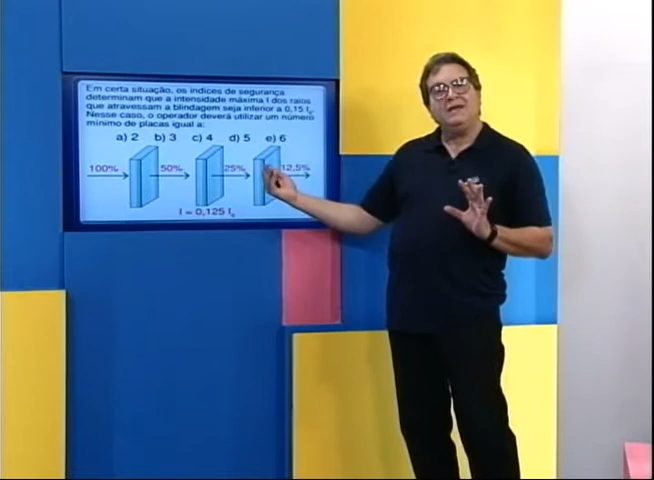 Em certa situação, os índices de segurança
determinam que a intensidade máxima I dos raios
que atravessam a blindagem seja inferior a 0,15 I₀.
Nesse caso, o operador deverá utilizar um número
mínimo de placas igual a:
a) 2 b) 3 c) 4 d) 5 e) 6
100% 50% 25% 12,5%
I = 0,125 I₀